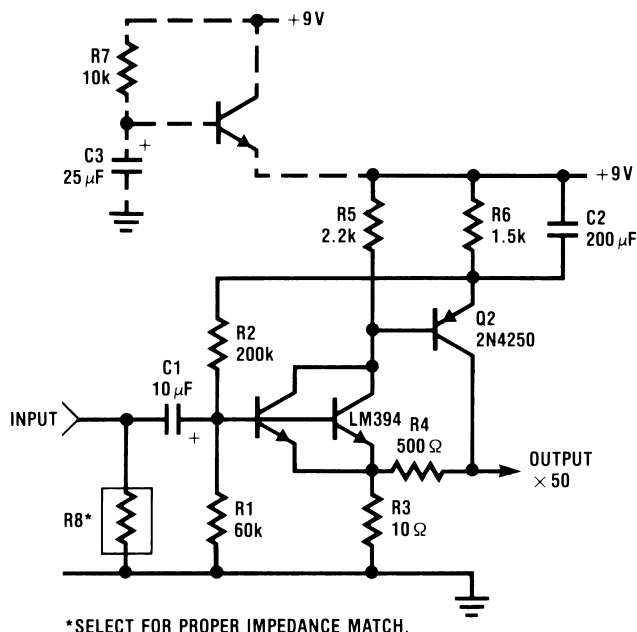 +9V
R7
10k
+
C3
25 μF
+9V
R5
2.2k
R6
1.5k
C2
200 μF
R2
200k
Q2
2N4250
C1
10 μF
INPUT
+
LM394
R4
500 Ω
OUTPUT
× 50
R8*
R1
60k
R3
10 Ω
*SELECT FOR PROPER IMPEDANCE MATCH.